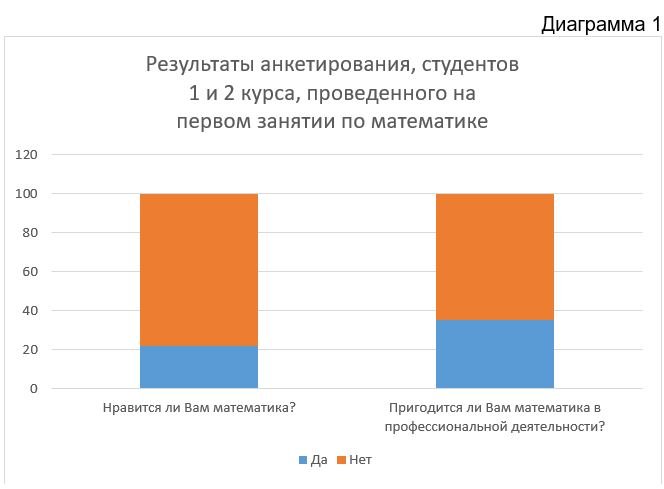 Диаграмма 1
Результаты анкетирования, студентов
1 и 2 курса, проведенного на
первом занятии по математике
120
100
80
60
40
20
0
Нравится ли Вам математика?
Пригодится ли Вам математика в
профессиональной деятельности?
Да Нет